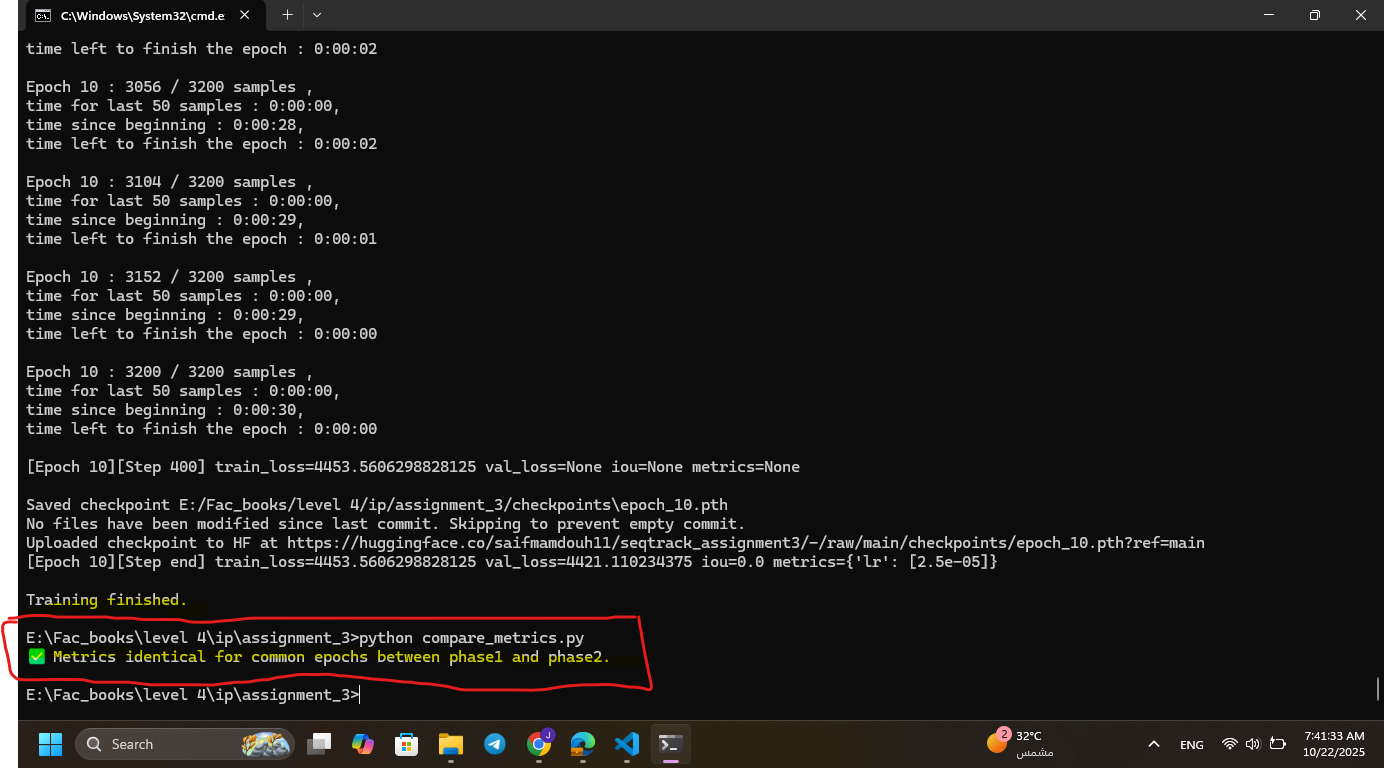 C:\Windows\System32\cmd.e
time left to finish the epoch : 0:00:02
Epoch 10 : 3056 / 3200 samples ,
time for last 50 samples : 0:00:00,
time since beginning : 0:00:28,
time left to finish the epoch : 0:00:02
Epoch 10 : 3104 / 3200 samples ,
time for last 50 samples : 0:00:00,
time since beginning : 0:00:29,
time left to finish the epoch : 0:00:01
Epoch 10 : 3152 / 3200 samples ,
time for last 50 samples : 0:00:00,
time since beginning : 0:00:29,
time left to finish the epoch : 0:00:00
Epoch 10 : 3200 / 3200 samples ,
time for last 50 samples : 0:00:00,
time since beginning : 0:00:30,
time left to finish the epoch : 0:00:00
[Epoch 10][Step 400] train_loss=4453.5606298828125 val_loss=None iou=None metrics=None
Saved checkpoint E:/Fac_books/level 4/ip/assignment_3/checkpoints\epoch_10.pth
No files have been modified since last commit. Skipping to prevent empty commit.
Uploaded checkpoint to HF at https://huggingface.co/saifmamdouh11/seqtrack_assignment3/-/raw/main/checkpoints/epoch_10.pth?ref=main
[Epoch 10][Step end] train_loss=4453.5606298828125 val_loss=4421.110234375 iou=0.0 metrics={'lr': [2.5e-05]}
Training finished.
E:\Fac_books\level 4\ip\assignment_3>python compare_metrics.py
✅ Metrics identical for common epochs between phase1 and phase2.
E:\Fac_books\level 4\ip\assignment_3>
Search
J
2
32°C
مشمس
ENG
7:41:33 AM
10/22/2025